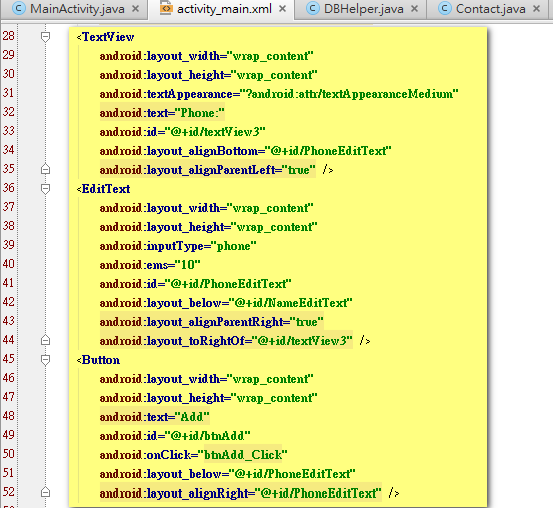 MainActivity.java × activity_main.xml × DBHelper.java × Contact.java ×
28 <TextView
29 android:layout_width="wrap_content"
30 android:layout_height="wrap_content"
31 android:textAppearance="?android:attr/textAppearanceMedium"
32 android:text="Phone:"
33 android:id="@+id/textView3"
34 android:layout_alignBottom="@+id/PhoneEditText"
35 android:layout_alignParentLeft="true" />
36 <EditText
37 android:layout_width="wrap_content"
38 android:layout_height="wrap_content"
39 android:inputType="phone"
40 android:ems="10"
41 android:id="@+id/PhoneEditText"
42 android:layout_below="@+id/NameEditText"
43 android:layout_alignParentRight="true"
44 android:layout_toRightOf="@+id/textView3" />
45 <Button
46 android:layout_width="wrap_content"
47 android:layout_height="wrap_content"
48 android:text="Add"
49 android:id="@+id/btnAdd"
50 android:onClick="btnAdd_Click"
51 android:layout_below="@+id/PhoneEditText"
52 android:layout_alignRight="@+id/PhoneEditText" />